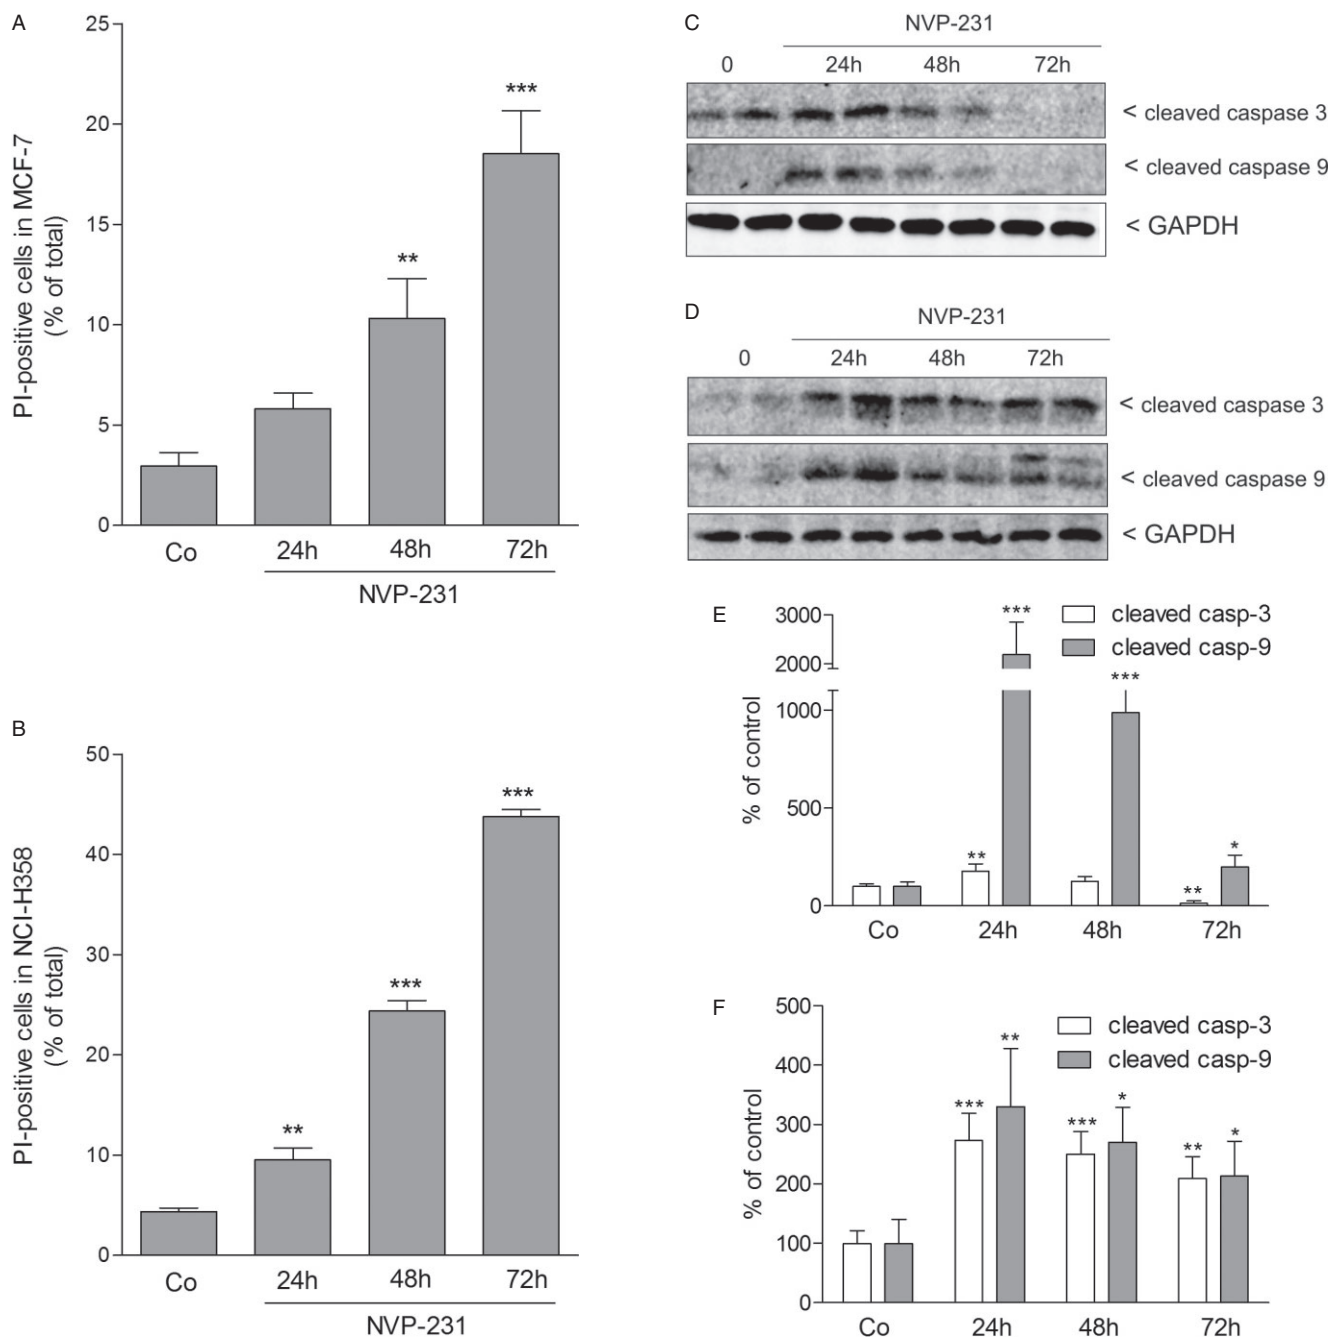 A
PI-positive cells in MCF-7
(% of total)
25
20
15
10
5
0
**
***
Co
24h
48h
72h
NVP-231
B
PI-positive cells in NCI-H358
(% of total)
50
40
30
20
10
0
**
***
***
Co
24h
48h
72h
NVP-231
C
NVP-231
0
24h
48h
72h
< cleaved caspase 3
< cleaved caspase 9
< GAPDH
D
NVP-231
0
24h
48h
72h
< cleaved caspase 3
< cleaved caspase 9
< GAPDH
E
% of control
3000
2000
1000
500
0
cleaved casp-3
cleaved casp-9
**
***
***
**
*
Co
24h
48h
72h
F
% of control
500
400
300
200
100
0
cleaved casp-3
cleaved casp-9
***
**
***
*
**
*
Co
24h
48h
72h